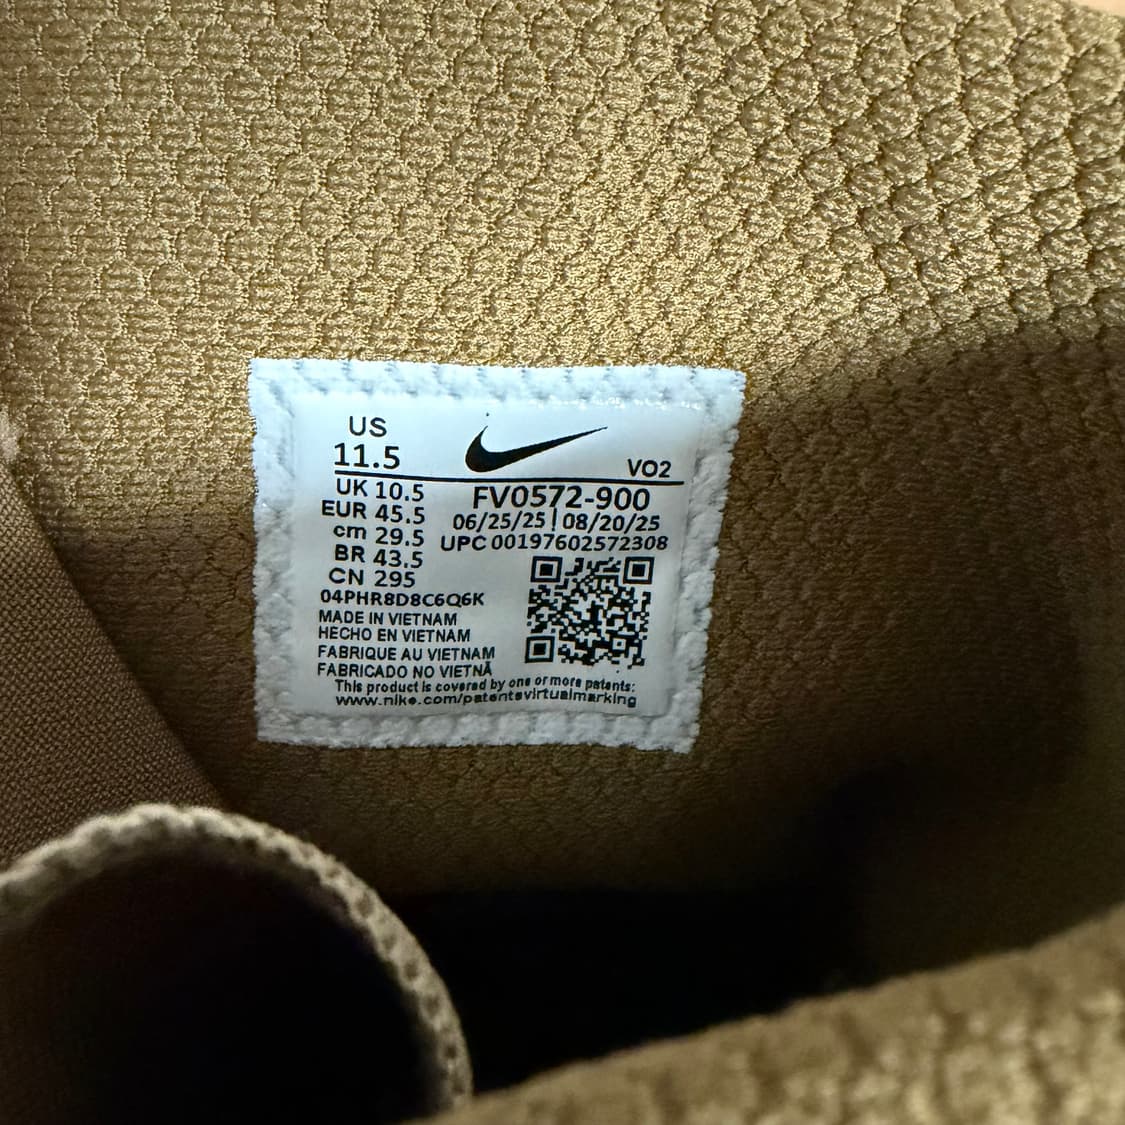 US
11.5
VO2
UK 10.5
EUR 45.5
cm 29.5
BR 43.5
CN 295
FV0572-900
06/25/25 | 08/20/25
UPC 00197602572308
04PHR8D8C6Q6K
MADE IN VIETNAM
HECHO EN VIETNAM
FABRIQUE AU VIETNAM
FABRICADO NO VIETNÃ
This product is covered by one or more patents:
www.nike.com/patentsvirtualmarking